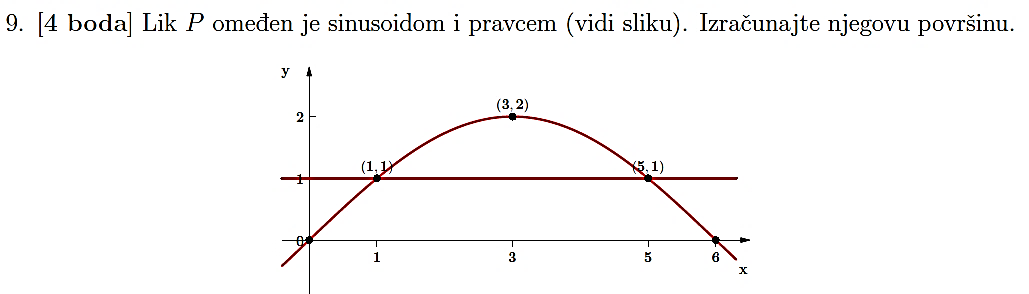 9. [4 boda] Lik P omeđen je sinusoidom i pravcem (vidi sliku). Izračunajte njegovu površinu.
y
(3, 2)
2
(1, 1) (5, 1)
1
0
1 3 5 6
x